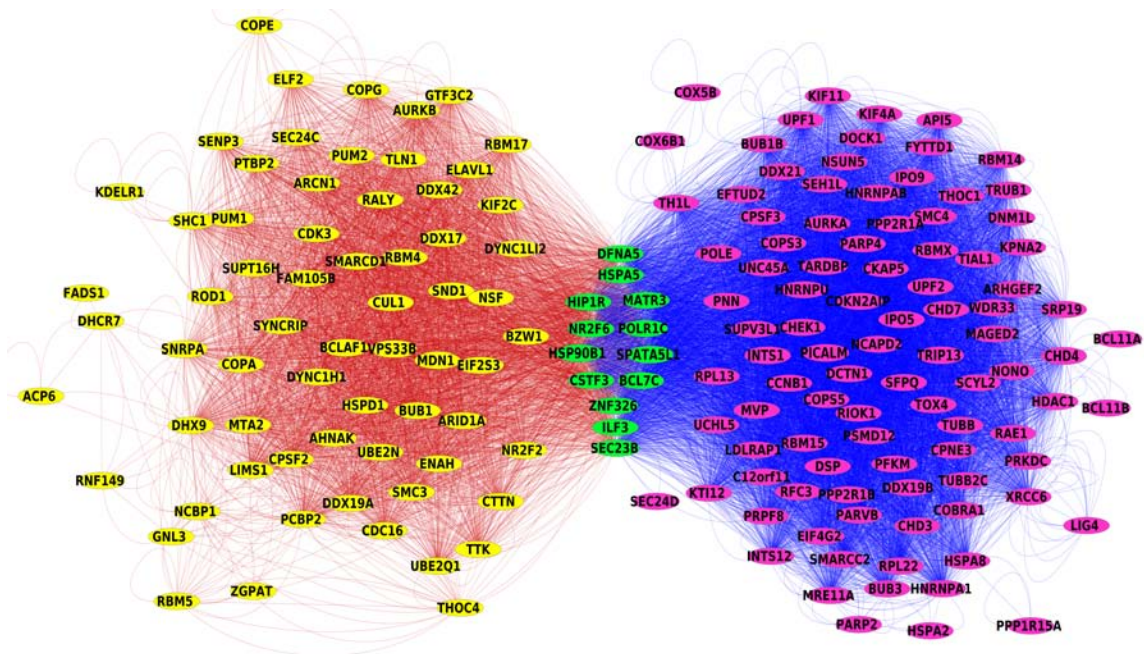 COPE
ELF2
COPG
GTF3C2
AURKB
SENP3
SEC24C
RBM17
PTBP2
PUM2
TLN1
ELAVL1
KDELR1
ARCN1
DDX42
RALY
KIF2C
SHC1
PUM1
CDK3
DDX17
DYNC1LI2
SMARCD1
RBM4
SUPT16H
FAM105B
FADS1
ROD1
SND1
NSF
CUL1
DHCR7
SYNCRIP
BZW1
SNRPA
BCLAF1
VPS33B
COPA
MDN1
EIF2S3
DYNC1H1
ACP6
HSPD1
BUB1
ARID1A
DHX9
MTA2
AHNAK
UBE2N
NR2F2
CPSF2
ENAH
LIMS1
RNF149
SMC3
CTTN
DDX19A
NCBP1
PCBP2
CDC16
GNL3
TTK
UBE2Q1
ZGPAT
RBM5
THOC4
DFNA5
HSPA5
HIP1R
MATR3
NR2F6
POLR1C
HSP90B1
SPATA5L1
CSTF3
BCL7C
ZNF326
ILF3
SEC23B
COX5B
KIF11
UPF1
KIF4A
API5
COX6B1
BUB1B
DOCK1
FYTTD1
NSUN5
RBM14
DDX21
SEH1L
IPO9
EFTUD2
HNRNPAB
THOC1
TRUB1
TH1L
CPSF3
AURKA
PPP2R1A
SMC4
DNM1L
COPS3
PARP4
RBMX
KPNA2
POLE
UNC45A
TARDBP
CKAP5
TIAL1
HNRNPU
UPF2
ARHGEF2
PNN
CDKN2AIP
CHD7
WDR33
SRP19
SUPV3L1
CHEK1
IPO5
MAGED2
BCL11A
INTS1
PICALM
NCAPD2
TRIP13
CHD4
RPL13
DCTN1
NONO
CCNB1
SFPQ
SCYL2
COPS5
HDAC1
BCL11B
MVP
RIOK1
TOX4
UCHL5
TUBB
RAE1
LDLRAP1
RBM15
PSMD12
CPNE3
DSP
PFKM
PRKDC
C12orf11
TUBB2C
SEC24D
KTI12
RFC3
PPP2R1B
DDX19B
XRCC6
PRPF8
PARVB
COBRA1
CHD3
LIG4
EIF4G2
INTS12
SMARCC2
RPL22
HSPA8
MRE11A
BUB3
HNRNPA1
PARP2
HSPA2
PPP1R15A